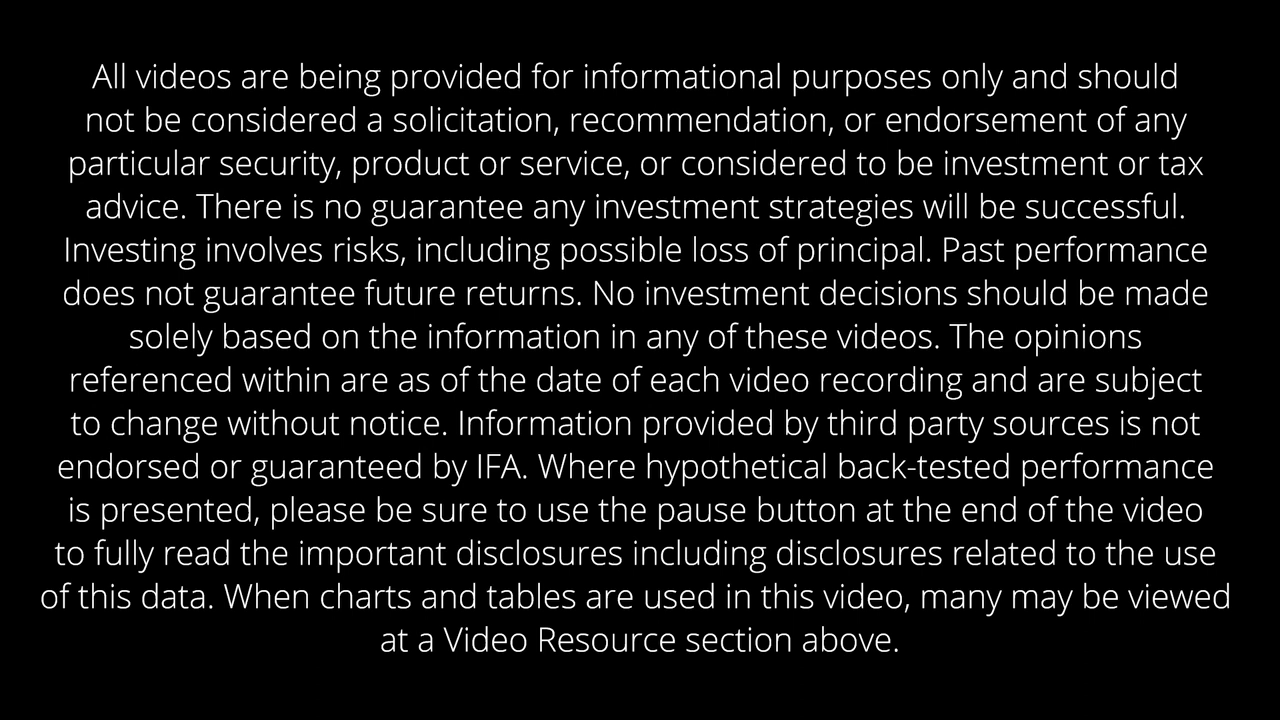 All videos are being provided for informational purposes only and should
not be considered a solicitation, recommendation, or endorsement of any
particular security, product or service, or considered to be investment or tax
advice. There is no guarantee any investment strategies will be successful.
Investing involves risks, including possible loss of principal. Past performance
does not guarantee future returns. No investment decisions should be made
solely based on the information in any of these videos. The opinions
referenced within are as of the date of each video recording and are subject
to change without notice. Information provided by third party sources is not
endorsed or guaranteed by IFA. Where hypothetical back-tested performance
is presented, please be sure to use the pause button at the end of the video
to fully read the important disclosures including disclosures related to the use
of this data. When charts and tables are used in this video, many may be viewed
at a Video Resource section above.